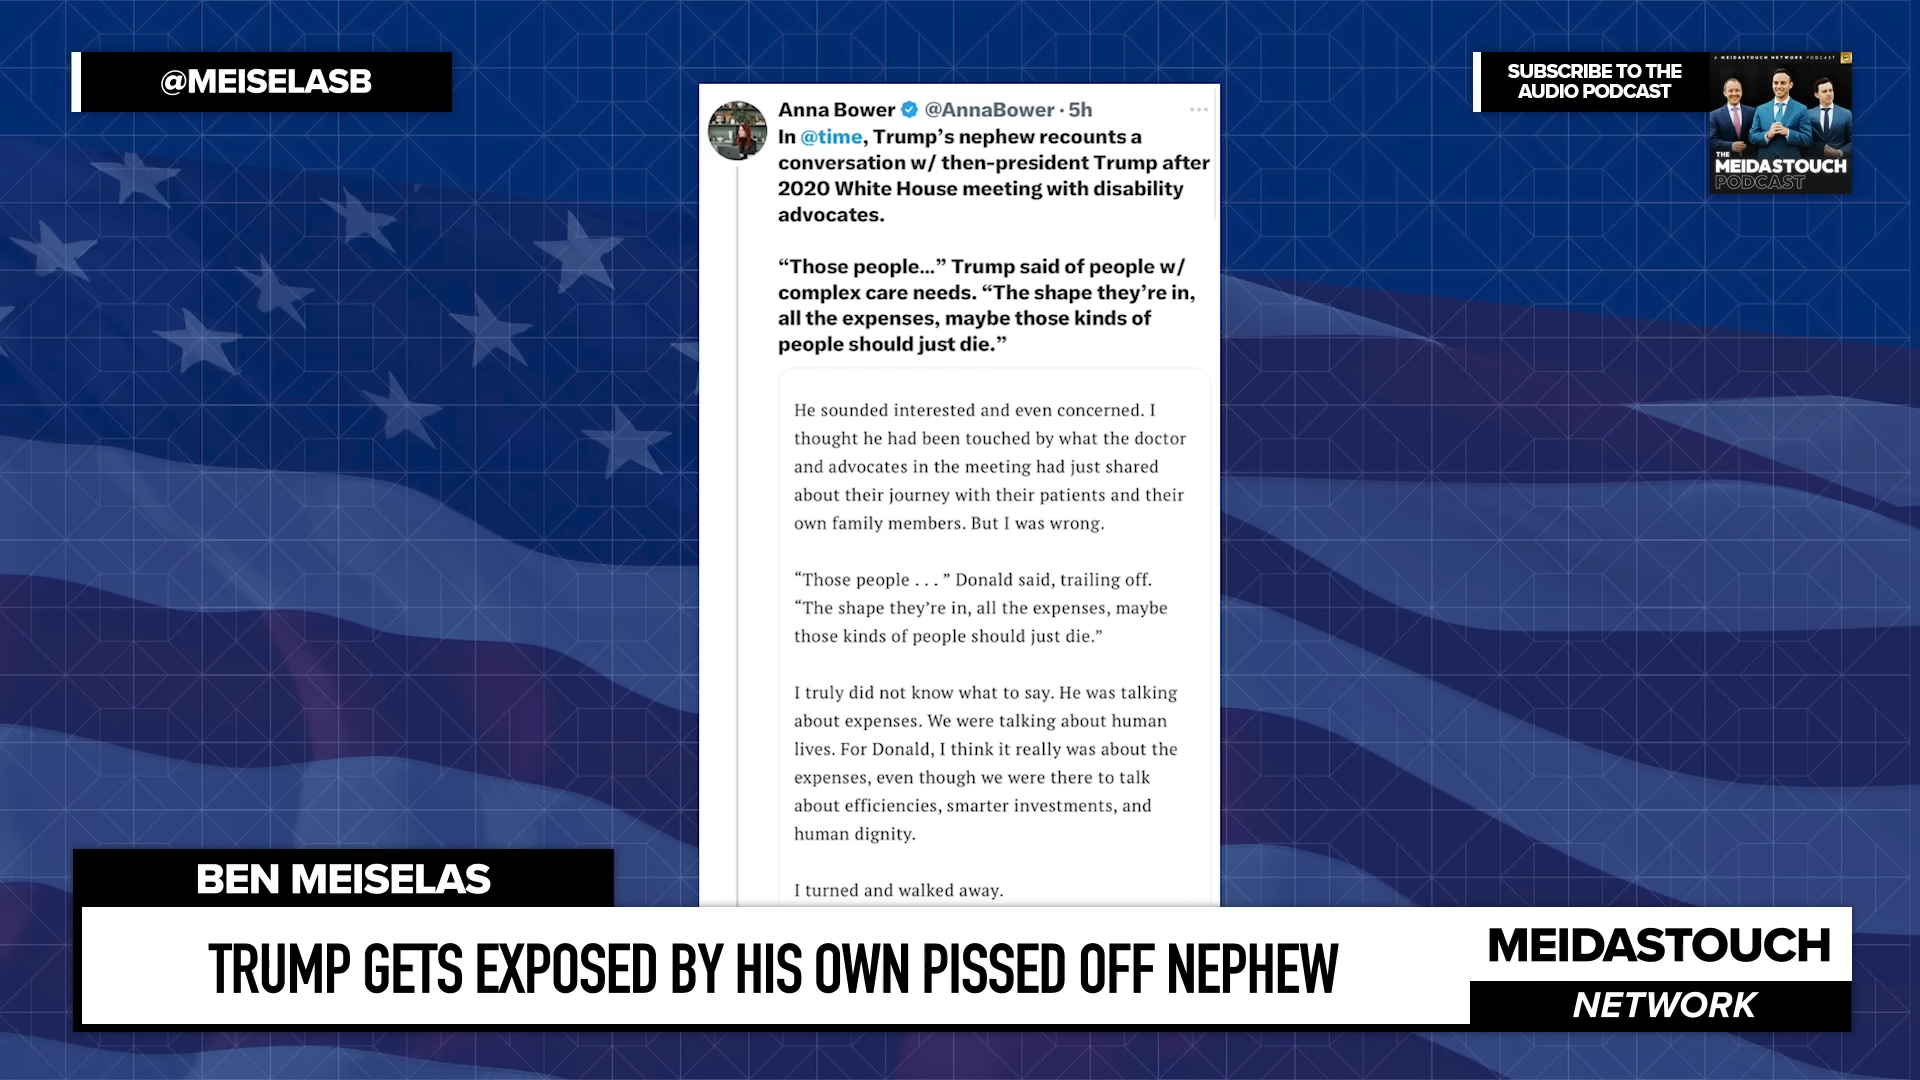 @MEISELASB
SUBSCRIBE TO THE
AUDIO PODCAST
A MEIDASTOUCH NETWORK PODCAST
THE
MEIDASTOUCH
PODCAST
Anna Bower @AnnaBower · 5h
In @time, Trump’s nephew recounts a
conversation w/ then-president Trump after
2020 White House meeting with disability
advocates.
“Those people…” Trump said of people w/
complex care needs. “The shape they’re in,
all the expenses, maybe those kinds of
people should just die.”
He sounded interested and even concerned. I
thought he had been touched by what the doctor
and advocates in the meeting had just shared
about their journey with their patients and their
own family members. But I was wrong.
“Those people . . . ” Donald said, trailing off.
“The shape they’re in, all the expenses, maybe
those kinds of people should just die.”
I truly did not know what to say. He was talking
about expenses. We were talking about human
lives. For Donald, I think it really was about the
expenses, even though we were there to talk
about efficiencies, smarter investments, and
human dignity.
I turned and walked away.
BEN MEISELAS
TRUMP GETS EXPOSED BY HIS OWN PISSED OFF NEPHEW
MEIDASTOUCH
NETWORK